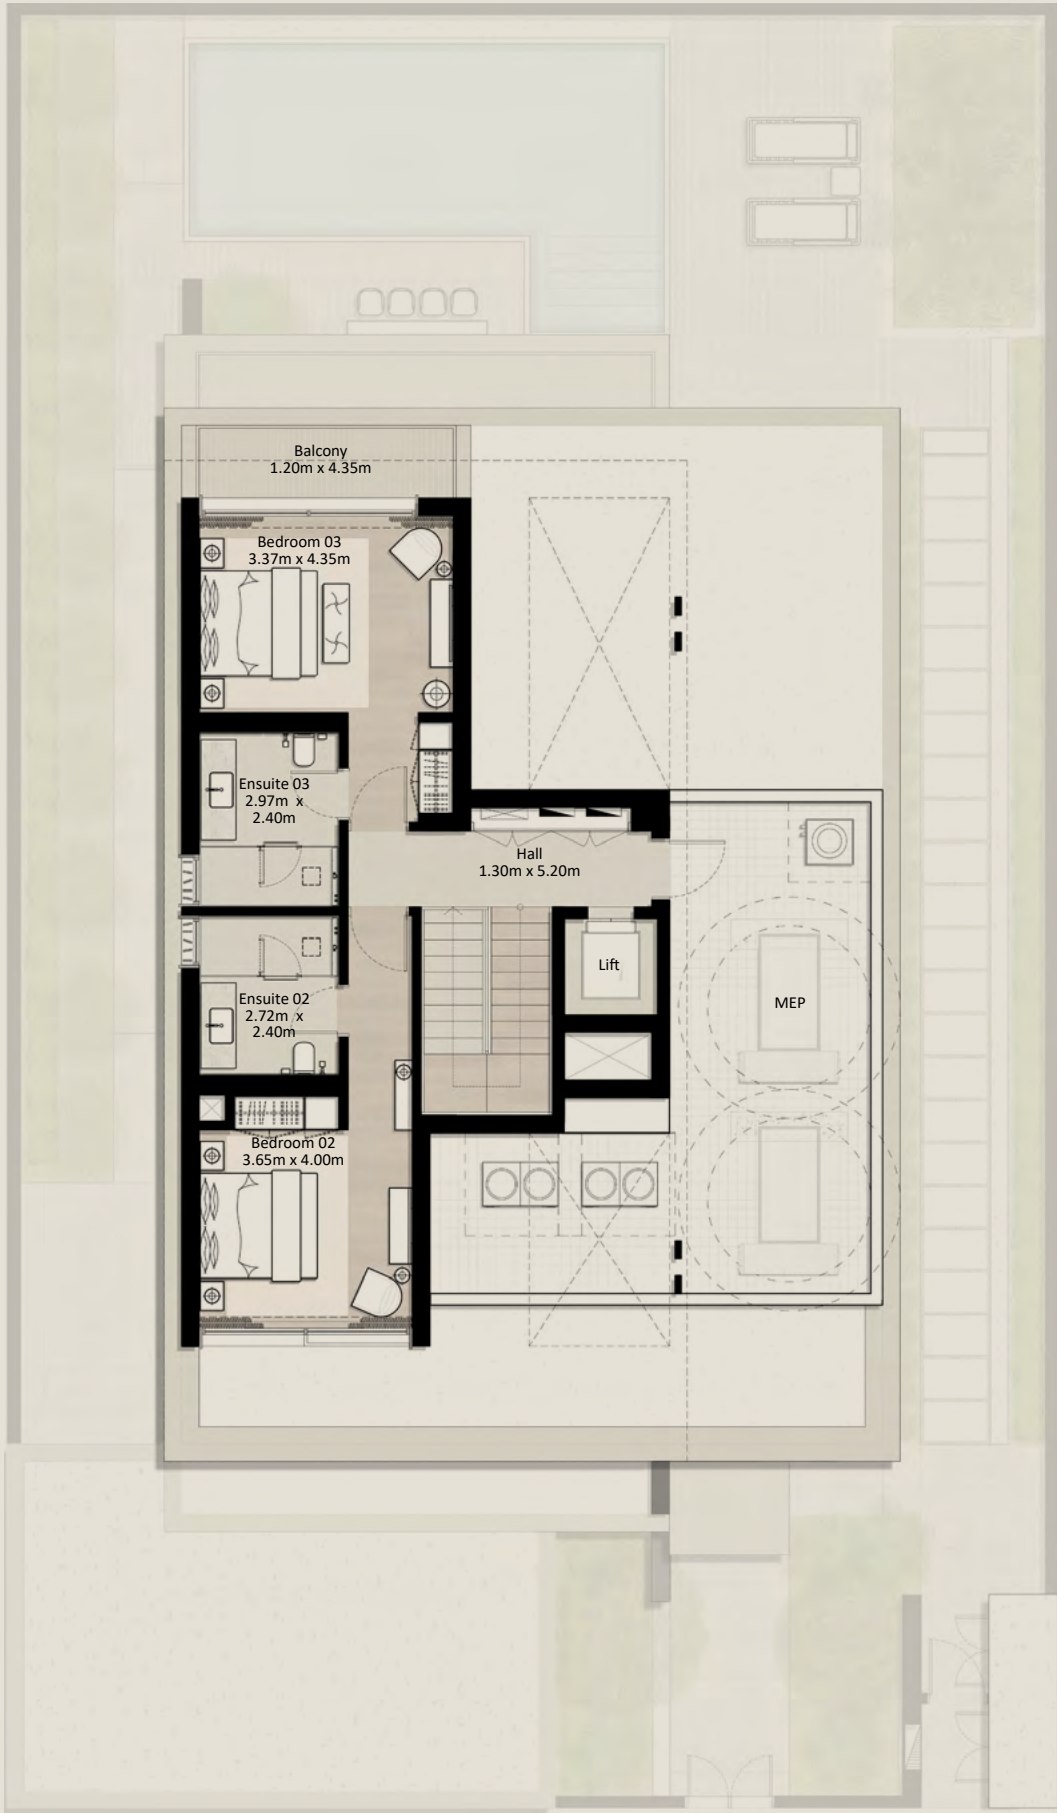 Balcony
1.20m x 4.35m
Bedroom 03
3.37m x 4.35m
Ensuite 03
2.97m x
2.40m
Hall
1.30m x 5.20m
Lift
MEP
Ensuite 02
2.72m x
2.40m
Bedroom 02
3.65m x 4.00m